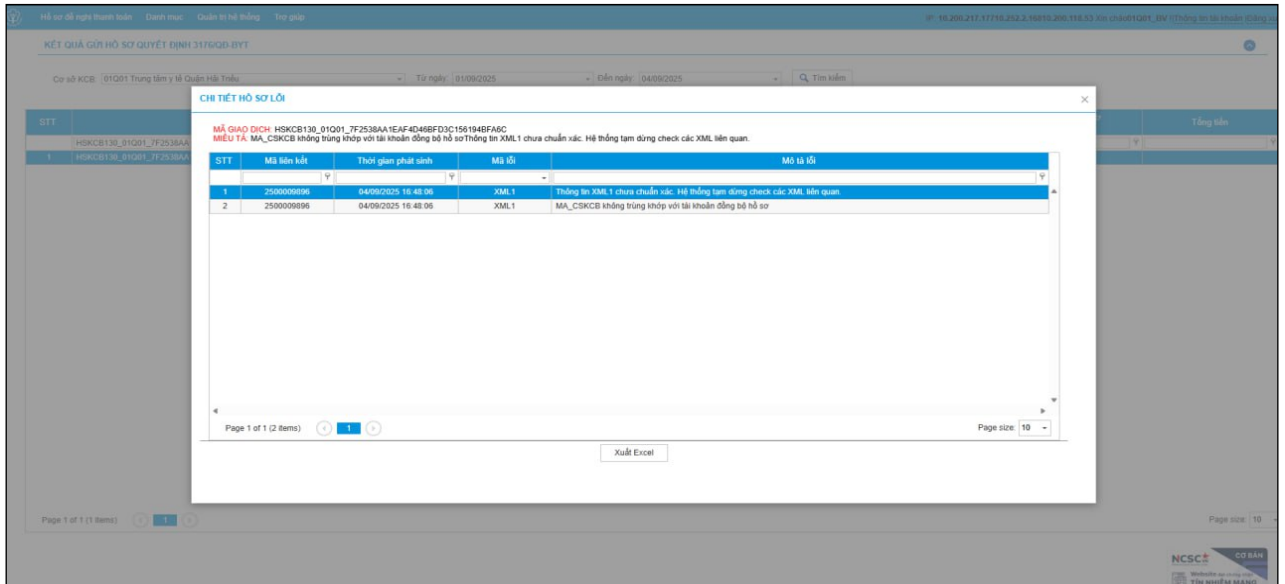 Hồ sơ đề nghị thanh toán Danh mục Quản trị hệ thống Trợ giúp
KẾT QUẢ GỬI HỒ SƠ QUYẾT ĐỊNH 3176/QĐ-BYT
Cơ sở KCB: 01Q01 Trung tâm y tế Quân Hải Triều Từ ngày: 01/09/2025 Đến ngày: 04/09/2025 Tìm kiếm
CHI TIẾT HỒ SƠ LỖI
STT Tổng tiền
MÃ GIAO DỊCH: HSKCB130_01Q01_7F2538AA1EAF4D46BFD3C156194BFA6C
MIÊU TẢ: MA_CSKCB không trùng khớp với tài khoản đồng bộ hồ sơThông tin XML1 chưa chuẩn xác. Hệ thống tạm dừng check các XML liên quan.
HSKCB130_01Q01_7F2538AA
1 HSKCB130_01Q01_7F2538AA
STT Mã liên kết Thời gian phát sinh Mã lỗi Mô tả lỗi
1 2500009896 04/09/2025 16:48:06 XML1 Thông tin XML1 chưa chuẩn xác. Hệ thống tạm dừng check các XML liên quan.
2 2500009896 04/09/2025 16:48:06 XML1 MA_CSKCB không trùng khớp với tài khoản đồng bộ hồ sơ
Page 1 of 1 (2 items) 1 Page size: 10
Xuất Excel
Page 1 of 1 (1 items) 1 Page size: 10
NCSC CƠ BẢN
Website
TÍN NHIỆM MẠNG